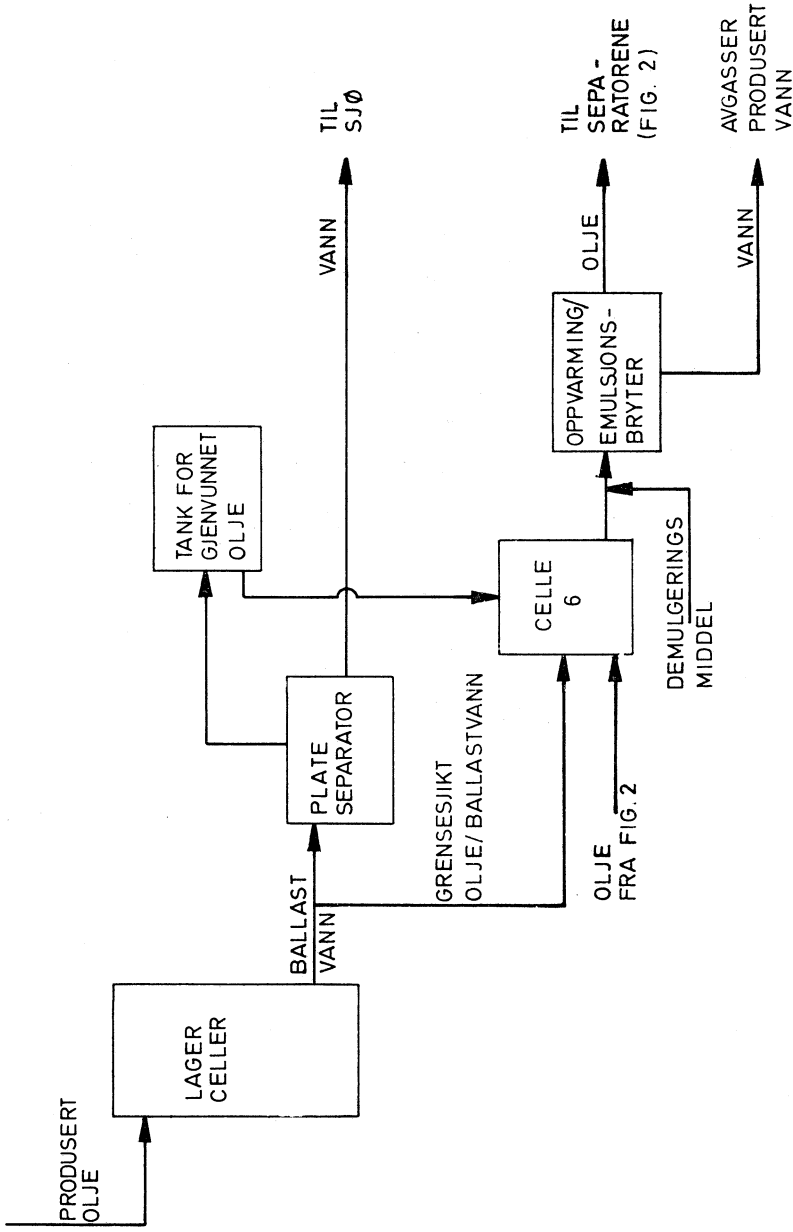 PRODUSERT
OLJE
LAGER
CELLER
BALLAST
VANN
PLATE
SEPARATOR
TANK FOR
GJENVUNNET
OLJE
VANN
TIL
SJØ
GRENSESJIKT
OLJE/BALLASTVANN
OLJE
FRA FIG. 2
CELLE
6
DEMULGERINGS
MIDDEL
OPPVARMING/
EMULSJONS-
BRYTER
OLJE
TIL
SEPA-
RATORENE
(FIG. 2)
VANN
AVGASSER
PRODUSERT
VANN